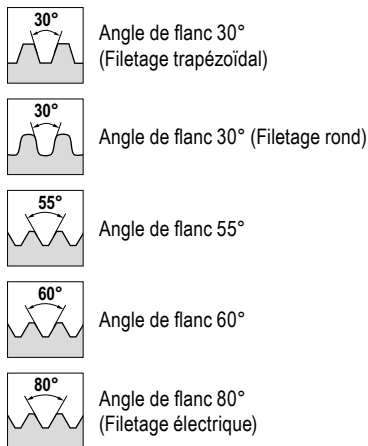 30°
Angle de flanc 30°
(Filetage trapézoïdal)
30°
Angle de flanc 30° (Filetage rond)
55°
Angle de flanc 55°
60°
Angle de flanc 60°
80°
Angle de flanc 80°
(Filetage électrique)